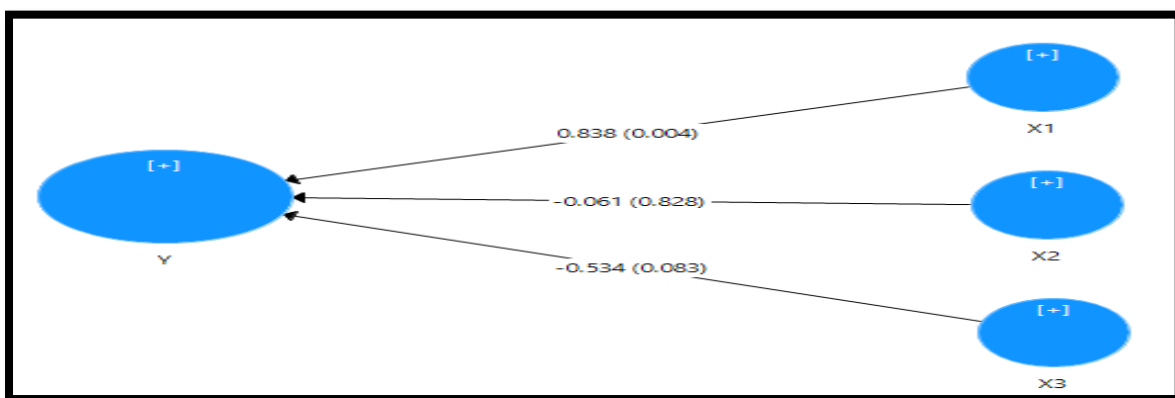 [+]
X1
0.838 (0.004)
[+]
Y
[+]
X2
-0.061 (0.828)
-0.534 (0.083)
[+]
X3